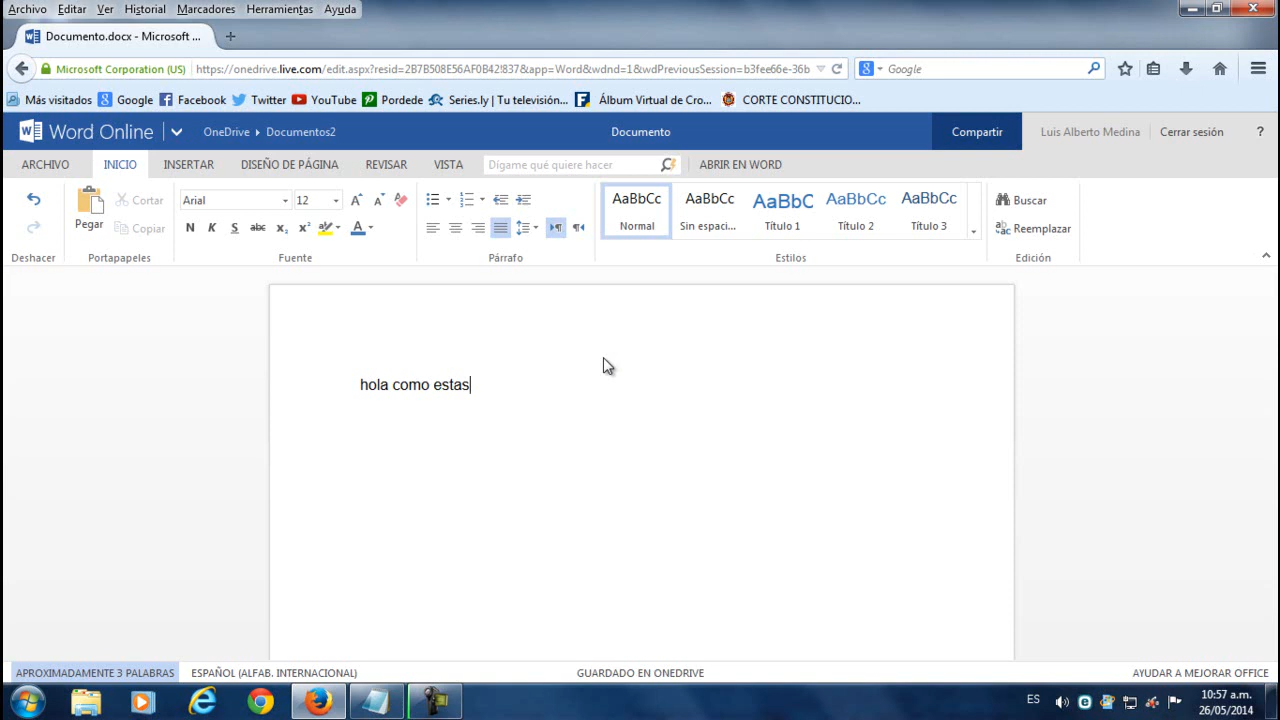 Archivo Editar Ver Historial Marcadores Herramientas Ayuda
Documento.docx - Microsoft ...
Microsoft Corporation (US) https://onedrive.live.com/edit.aspx?resid=2B7B508E56AF0B42!837&app=Word&wdnd=1&wdPreviousSession=b3fee66e-36b Google
Más visitados Google Facebook Twitter YouTube Pordede Series.ly | Tu televisión... Álbum Virtual de Cro... CORTE CONSTITUCIO...
Word Online OneDrive Documentos2 Documento Compartir Luis Alberto Medina Cerrar sesión ?
ARCHIVO INICIO INSERTAR DISEÑO DE PÁGINA REVISAR VISTA Dígame qué quiere hacer ABRIR EN WORD
Pegar Cortar Arial 12 AaBbCc AaBbCc AaBbC AaBbCc AaBbCc Buscar
Copiar N K S abc x₂ x² A Normal Sin espaci... Título 1 Título 2 Título 3 Reemplazar
Deshacer Portapapeles Fuente Párrafo Estilos Edición
hola como estas
APROXIMADAMENTE 3 PALABRAS ESPAÑOL (ALFAB. INTERNACIONAL) GUARDADO EN ONEDRIVE AYUDAR A MEJORAR OFFICE
ES 10:57 a.m.
26/05/2014